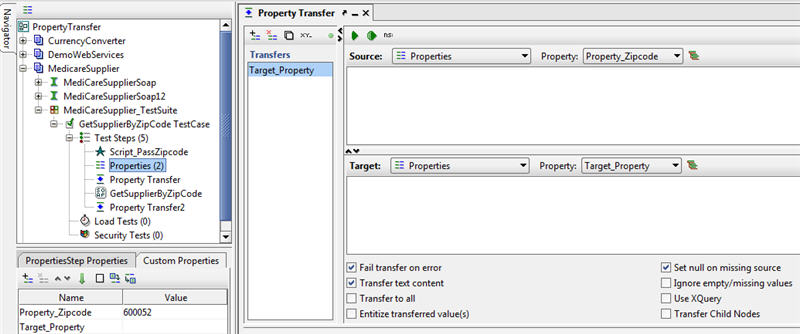 Navigator
PropertyTransfer
CurrencyConverter
DemoWebServices
MedicareSupplier
MediCareSupplierSoap
MediCareSupplierSoap12
MediCareSupplier_TestSuite
GetSupplierByZipCode TestCase
Test Steps (5)
Script_PassZipcode
Properties (2)
Property Transfer
GetSupplierByZipCode
Property Transfer2
Load Tests (0)
Security Tests (0)
PropertiesStep Properties Custom Properties
Name Value
Property_Zipcode 600052
Target_Property
Property Transfer
XY
ns:
Transfers
Target_Property
Source: Properties Property: Property_Zipcode
Target: Properties Property: Target_Property
Fail transfer on error Set null on missing source
Transfer text content Ignore empty/missing values
Transfer to all Use XQuery
Entitize transferred value(s) Transfer Child Nodes